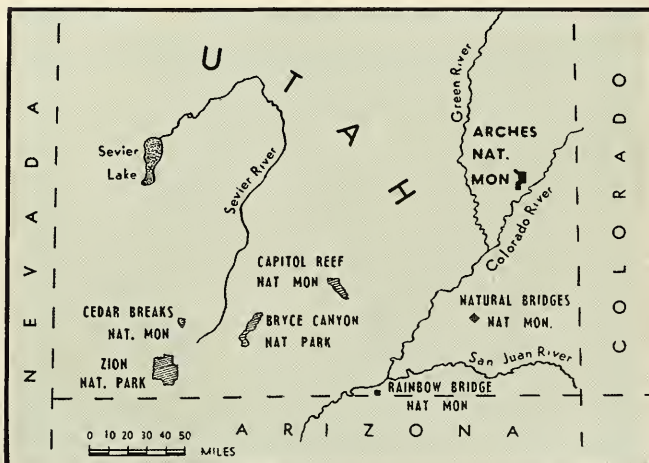 UTAH
NEVADA
COLORADO
ARIZONA
Green River
ARCHES
NAT.
MON
Sevier
Lake
Sevier River
Colorado River
CAPITOL REEF
NAT MON
CEDAR BREAKS
NAT. MON
BRYCE CANYON
NAT PARK
NATURAL BRIDGES
NAT MON.
ZION
NAT. PARK
San Juan River
RAINBOW BRIDGE
NAT MON
0 10 20 30 40 50
MILES